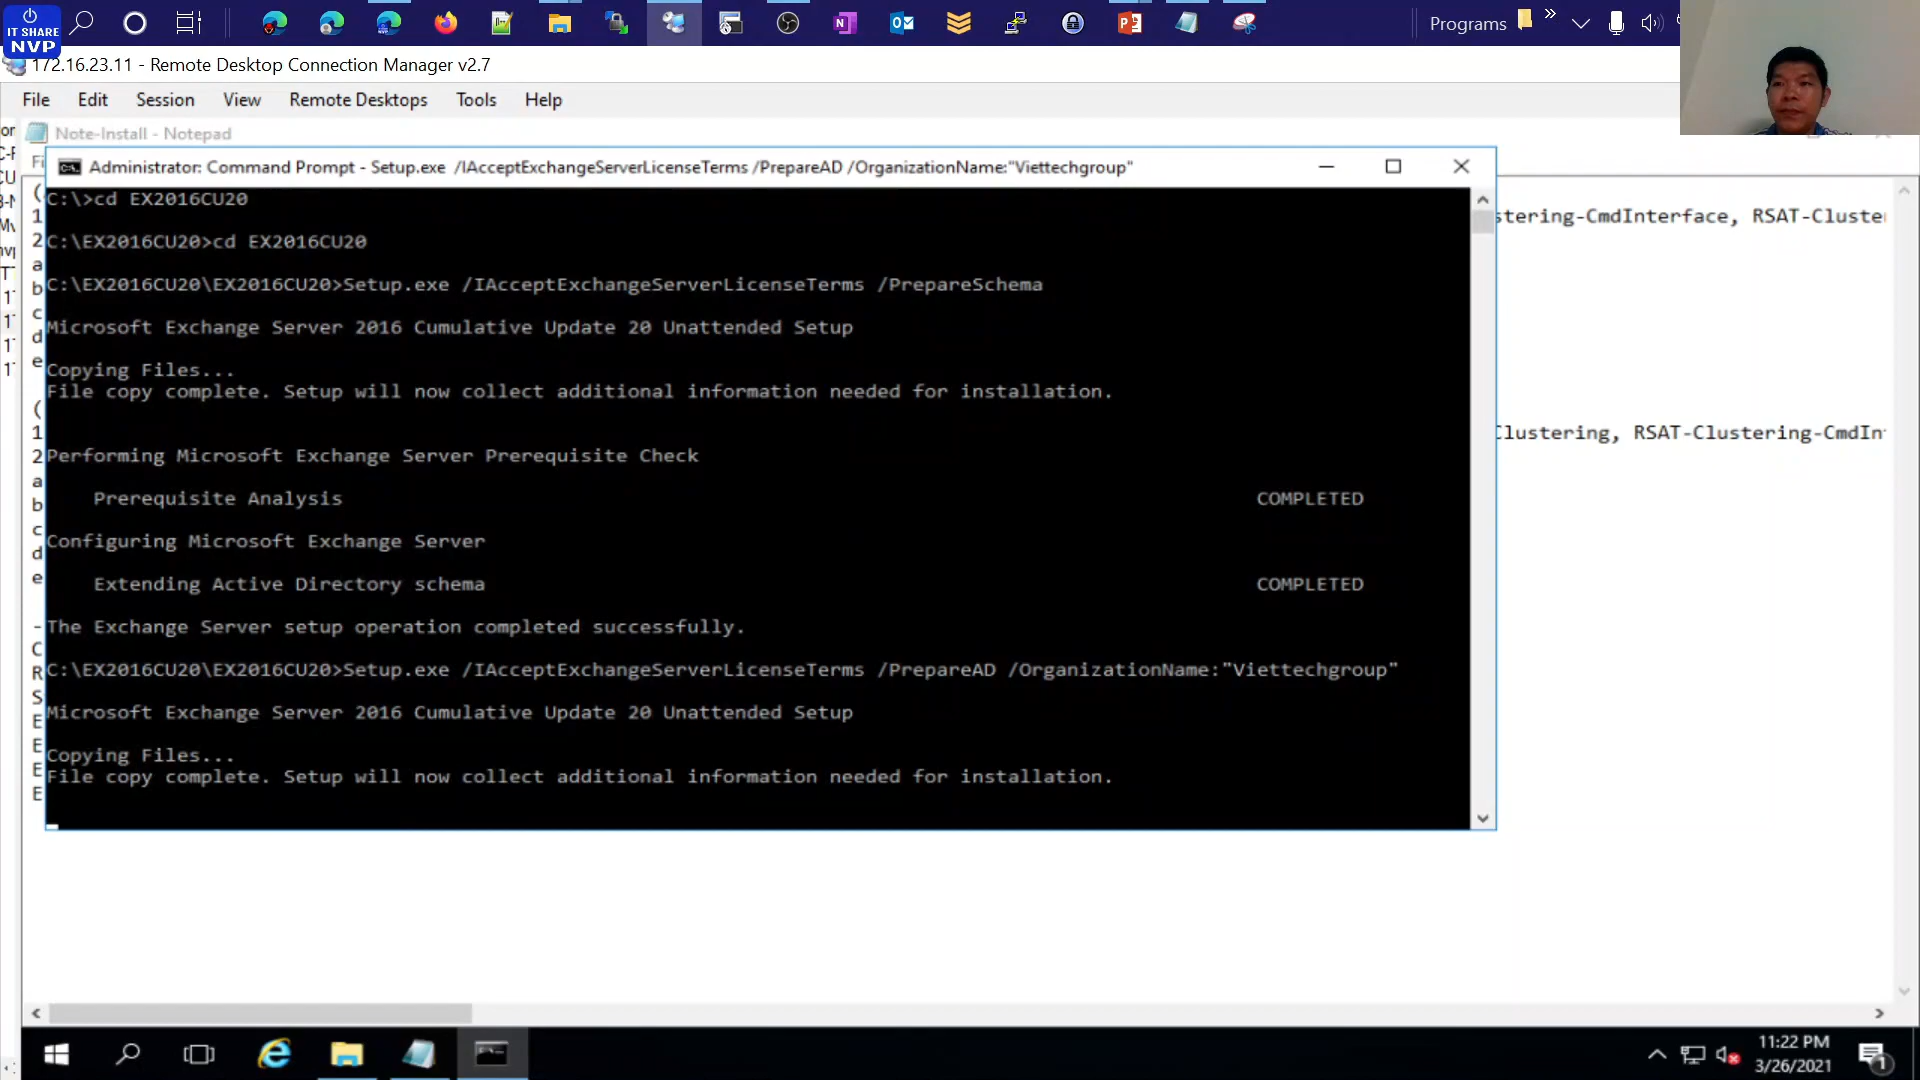 IT SHARE
NVP
Programs
172.16.23.11 - Remote Desktop Connection Manager v2.7
File Edit Session View Remote Desktops Tools Help
Note-Install - Notepad
Administrator: Command Prompt - Setup.exe /IAcceptExchangeServerLicenseTerms /PrepareAD /OrganizationName:"Viettechgroup"
C:\>cd EX2016CU20
stering-CmdInterface, RSAT-Cluste
C:\EX2016CU20>cd EX2016CU20
C:\EX2016CU20\EX2016CU20>Setup.exe /IAcceptExchangeServerLicenseTerms /PrepareSchema
Microsoft Exchange Server 2016 Cumulative Update 20 Unattended Setup
Copying Files...
File copy complete. Setup will now collect additional information needed for installation.
Clustering, RSAT-Clustering-CmdIn
Performing Microsoft Exchange Server Prerequisite Check
Prerequisite Analysis COMPLETED
Configuring Microsoft Exchange Server
Extending Active Directory schema COMPLETED
The Exchange Server setup operation completed successfully.
C:\EX2016CU20\EX2016CU20>Setup.exe /IAcceptExchangeServerLicenseTerms /PrepareAD /OrganizationName:"Viettechgroup"
Microsoft Exchange Server 2016 Cumulative Update 20 Unattended Setup
Copying Files...
File copy complete. Setup will now collect additional information needed for installation.
11:22 PM
3/26/2021
1